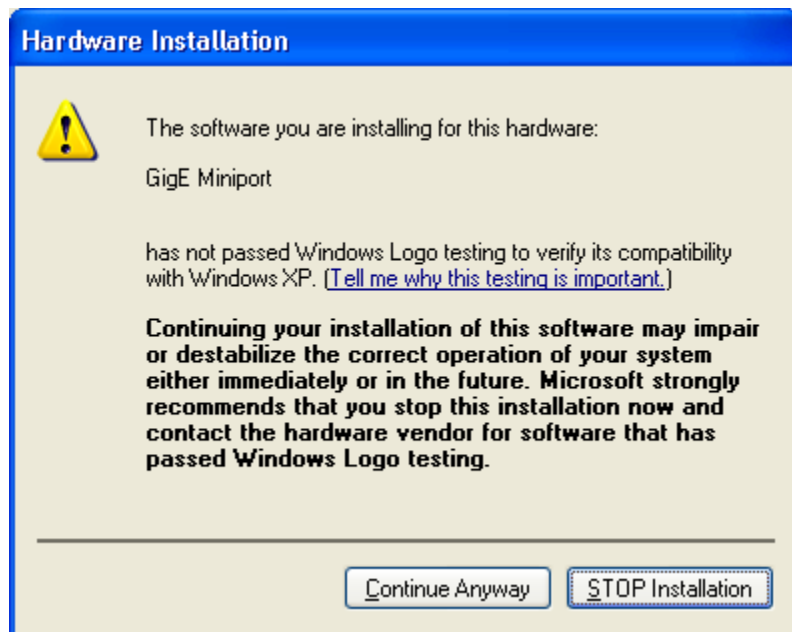 Hardware Installation
The software you are installing for this hardware:
GigE Miniport
has not passed Windows Logo testing to verify its compatibility
with Windows XP. (Tell me why this testing is important.)
Continuing your installation of this software may impair
or destabilize the correct operation of your system
either immediately or in the future. Microsoft strongly
recommends that you stop this installation now and
contact the hardware vendor for software that has
passed Windows Logo testing.
Continue Anyway
STOP Installation